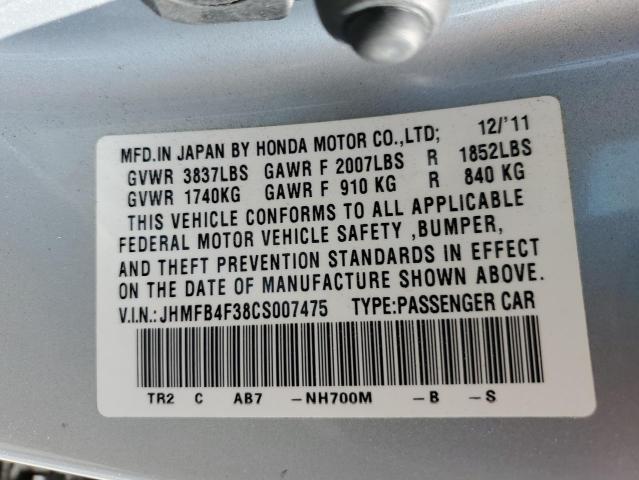 MFD.IN JAPAN BY HONDA MOTOR CO.,LTD; 12/'11
GVWR 3837LBS GAWR F 2007LBS R 1852LBS
GVWR 1740KG GAWR F 910 KG R 840 KG
THIS VEHICLE CONFORMS TO ALL APPLICABLE
FEDERAL MOTOR VEHICLE SAFETY ,BUMPER,
AND THEFT PREVENTION STANDARDS IN EFFECT
ON THE DATE OF MANUFACTURE SHOWN ABOVE.
V.I.N.:JHMFB4F38CS007475 TYPE:PASSENGER CAR
TR2 C AB7 -NH700M -B -S